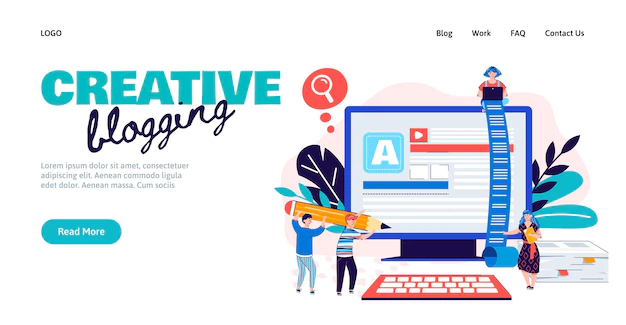 LOGO
Blog Work FAQ Contact Us
CREATIVE
blogging
Lorem ipsum dolor sit amet, consectetuer
adipiscing elit. Aenean commodo ligula
eget dolor. Aenean massa. Cum sociis
Read More
A